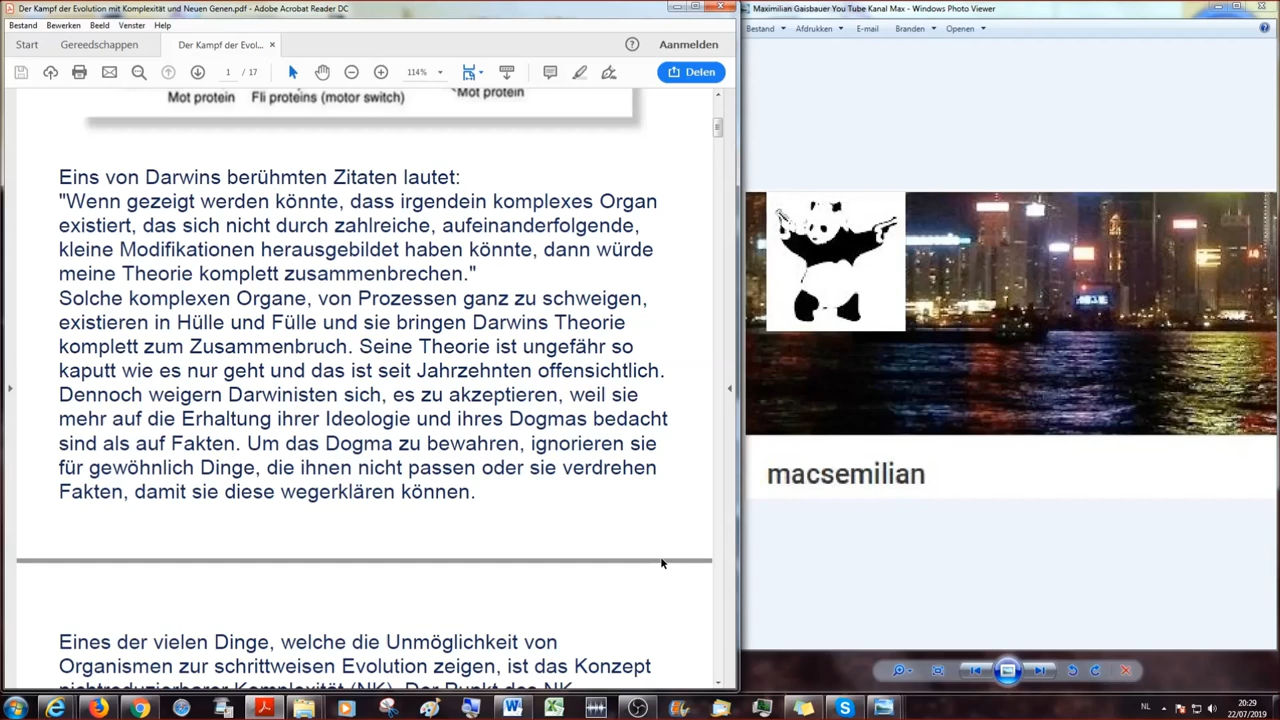 Der Kampf der Evolution mit Komplexität und Neuen Genen.pdf - Adobe Acrobat Reader DC
Bestand Bewerken Beeld Venster Help
Start Gereedschappen Der Kampf der Evol... × Aanmelden
1 / 17 114% Delen
Mot protein Fli proteins (motor switch) Mot protein
Eins von Darwins berühmten Zitaten lautet:
"Wenn gezeigt werden könnte, dass irgendein komplexes Organ
existiert, das sich nicht durch zahlreiche, aufeinanderfolgende,
kleine Modifikationen herausgebildet haben könnte, dann würde
meine Theorie komplett zusammenbrechen."
Solche komplexen Organe, von Prozessen ganz zu schweigen,
existieren in Hülle und Fülle und sie bringen Darwins Theorie
komplett zum Zusammenbruch. Seine Theorie ist ungefähr so
kaputt wie es nur geht und das ist seit Jahrzehnten offensichtlich.
Dennoch weigern Darwinisten sich, es zu akzeptieren, weil sie
mehr auf die Erhaltung ihrer Ideologie und ihres Dogmas bedacht
sind als auf Fakten. Um das Dogma zu bewahren, ignorieren sie
für gewöhnlich Dinge, die ihnen nicht passen oder sie verdrehen
Fakten, damit sie diese wegerklären können.
Eines der vielen Dinge, welche die Unmöglichkeit von
Organismen zur schrittweisen Evolution zeigen, ist das Konzept
nichtreduzierbarer Komplexität (NK). Der Punkt des NK
Maximilian Gaisbauer You Tube Kanal Max - Windows Photo Viewer
Bestand Afdrukken E-mail Branden Openen
macsemilian
NL 20:29
22/07/2019